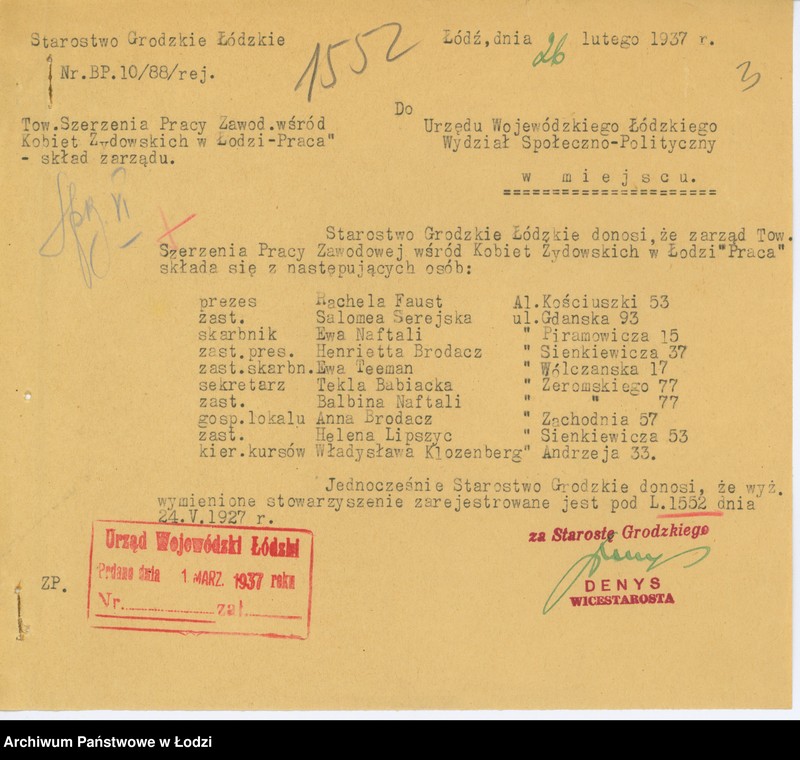 Starostwo Grodzkie Łódzkie
Łódź, dnia 26 lutego 1937 r.
1552
3
Nr.BP.10/88/rej.
Tow.Szerzenia Pracy Zawod.wśród
Kobiet Żydowskich w Łodzi-Praca"
- skład zarządu.
Do
Urzędu Wojewódzkiego Łódzkiego
Wydział Społeczno-Polityczny
w miejscu.
VI
Starostwo Grodzkie Łódzkie donosi, że zarząd Tow.
Szerzenia Pracy Zawodowej wśród Kobiet Żydowskich w Łodzi "Praca"
składa się z następujących osób:
prezes Rachela Faust Al.Kościuszki 53
zast. Salomea Serejska ul.Gdanska 93
skarbnik Ewa Naftali " Piramowicza 15
zast.pres. Henrietta Brodacz " Sienkiewicza 37
zast.skarbn.Ewa Teeman " Wólczanska 17
sekretarz Tekla Babiacka " Żeromskiego 77
zast. Balbina Naftali " " 77
gosp.lokalu Anna Brodacz " Zachodnia 57
zast. Helena Lipszyc " Sienkiewicza 53
kier.kursów Władysława Klozenberg" Andrzeja 33.
Jednocześnie Starostwo Grodzkie donosi, że wyż.
wymienione stowarzyszenie zarejestrowane jest pod L.1552 dnia
24.V.1927 r.
za Starostę Grodzkiego
DENYS
WICESTAROSTA
Urząd Wojewódzki Łódzki
Podano dnia 1 MARZ. 1937 roku
Nr. zał.
ZP.
Archiwum Państwowe w Łodzi